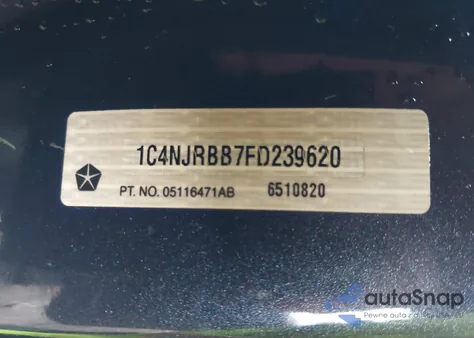 1C4NJRBB7FD239620
PT. NO. 05116471AB 6510820
autoSnap